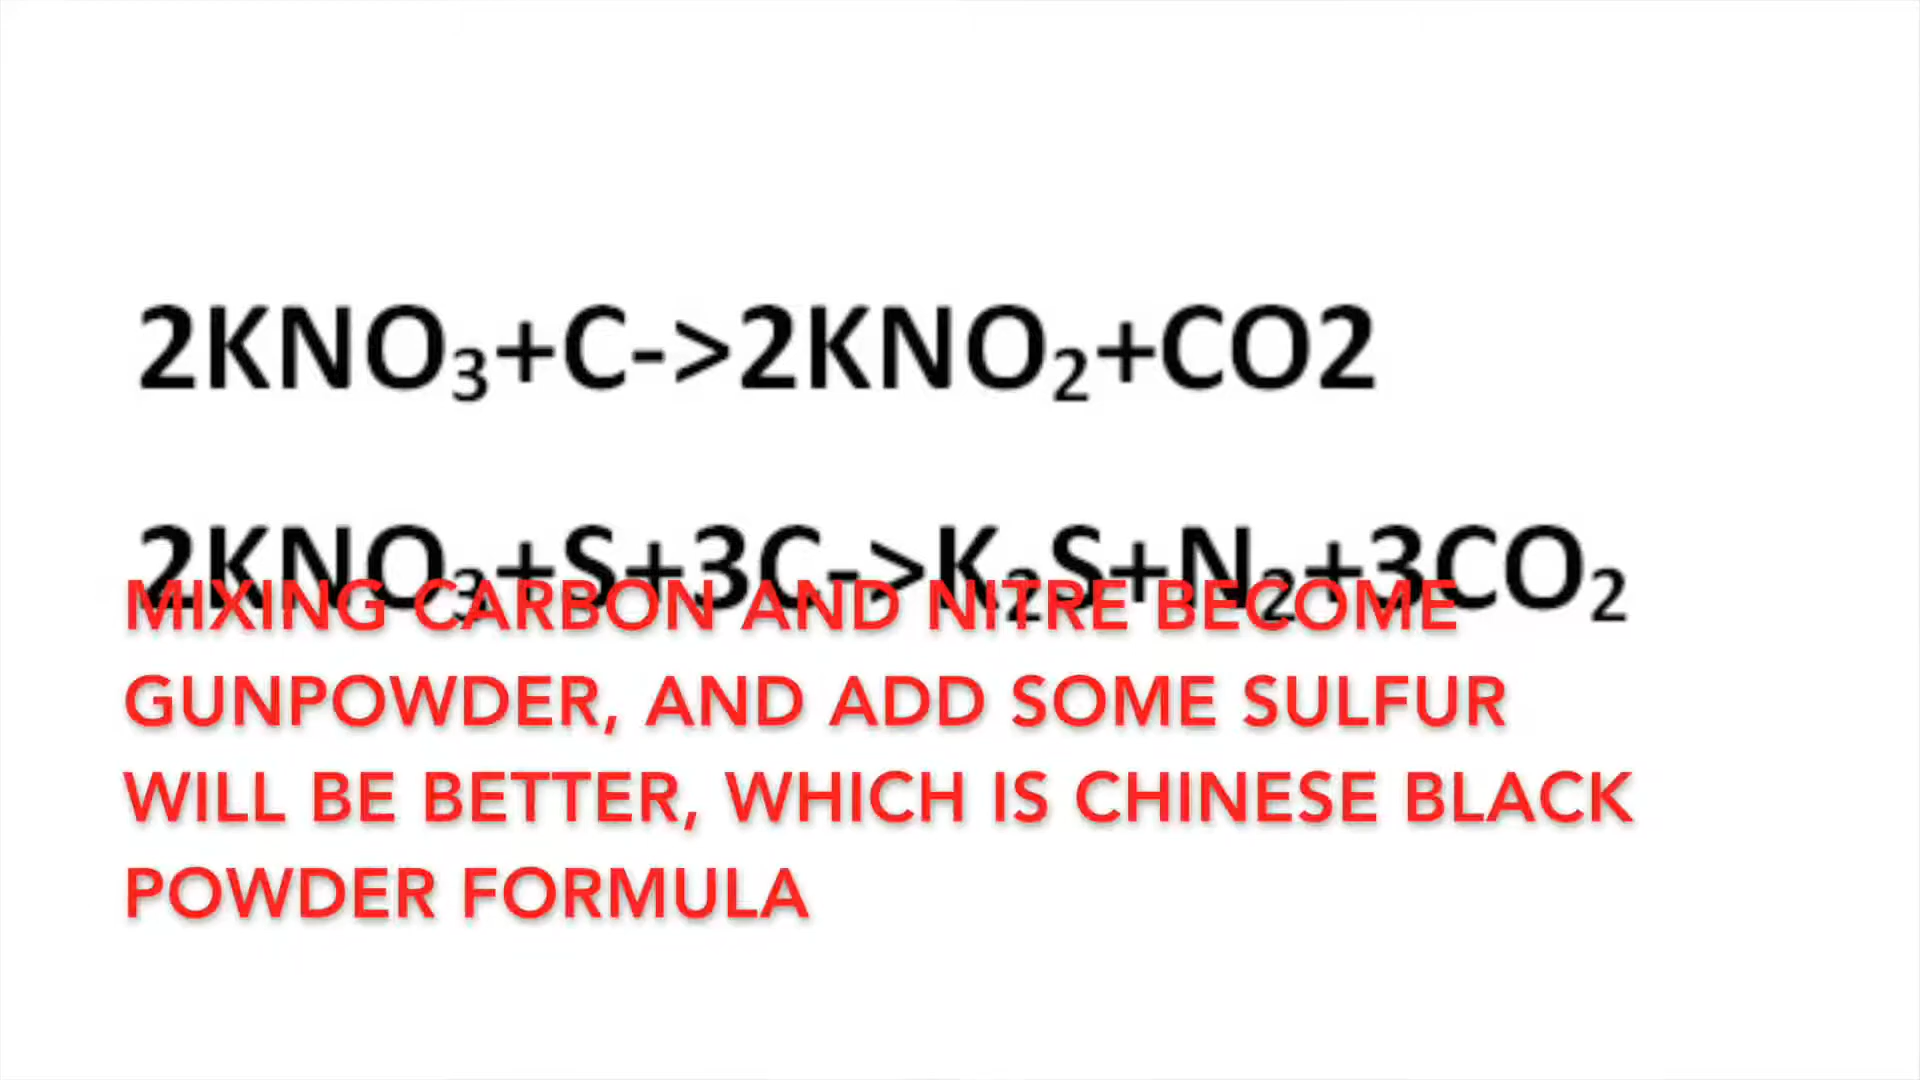 2KNO₃+C->2KNO₂+CO2
2KNO₃+S+3C->K₂S+N₂+3CO₂
MIXING CARBON AND NITRE BECOME
GUNPOWDER, AND ADD SOME SULFUR
WILL BE BETTER, WHICH IS CHINESE BLACK
POWDER FORMULA